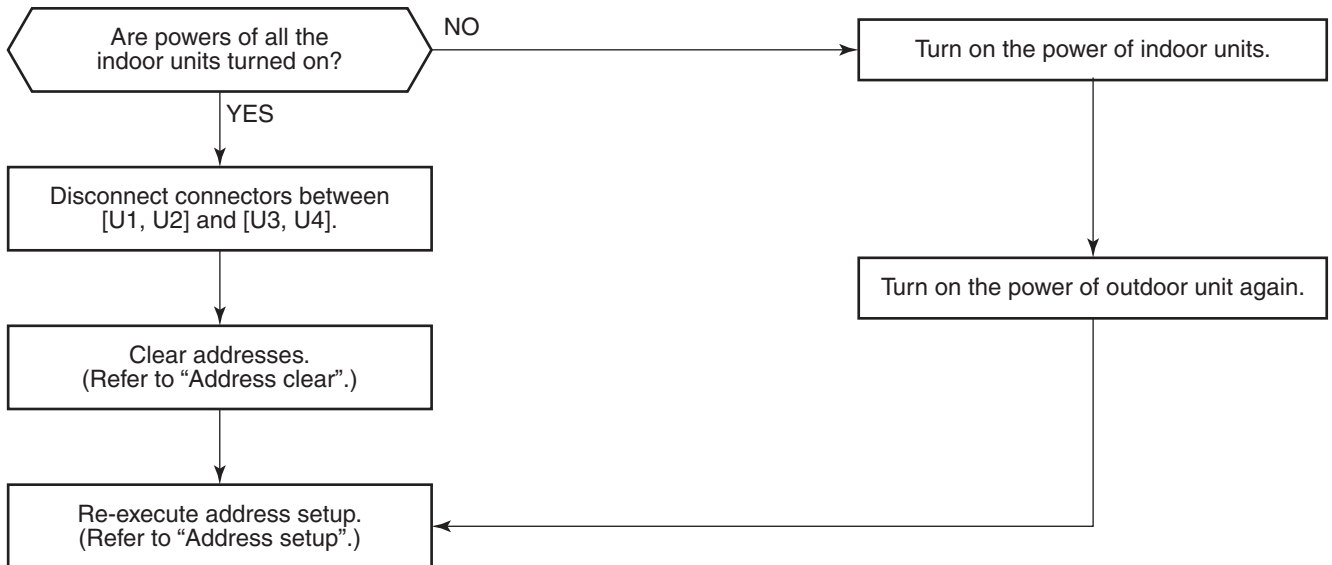 Are powers of all the
indoor units turned on?
NO
Turn on the power of indoor units.
YES
Disconnect connectors between
[U1, U2] and [U3, U4].
Turn on the power of outdoor unit again.
Clear addresses.
(Refer to “Address clear”.)
Re-execute address setup.
(Refer to “Address setup”.)